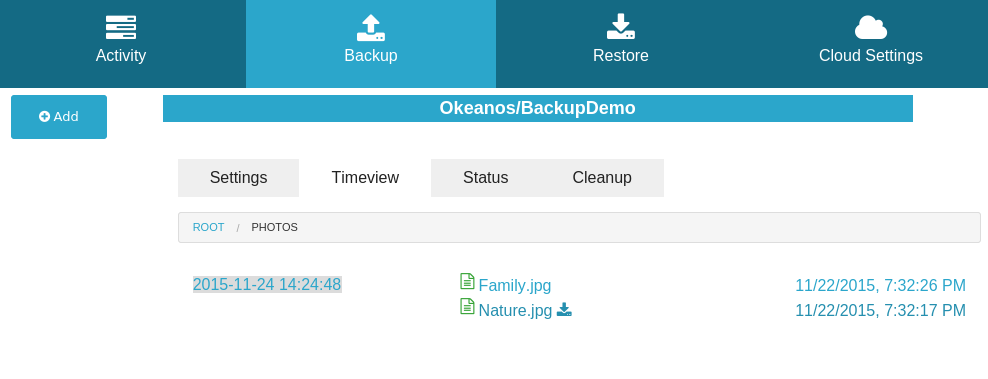 Activity
Backup
Restore
Cloud Settings
Add
Okeanos/BackupDemo
Settings
Timeview
Status
Cleanup
ROOT / PHOTOS
2015-11-24 14:24:48
Family.jpg 11/22/2015, 7:32:26 PM
Nature.jpg 11/22/2015, 7:32:17 PM